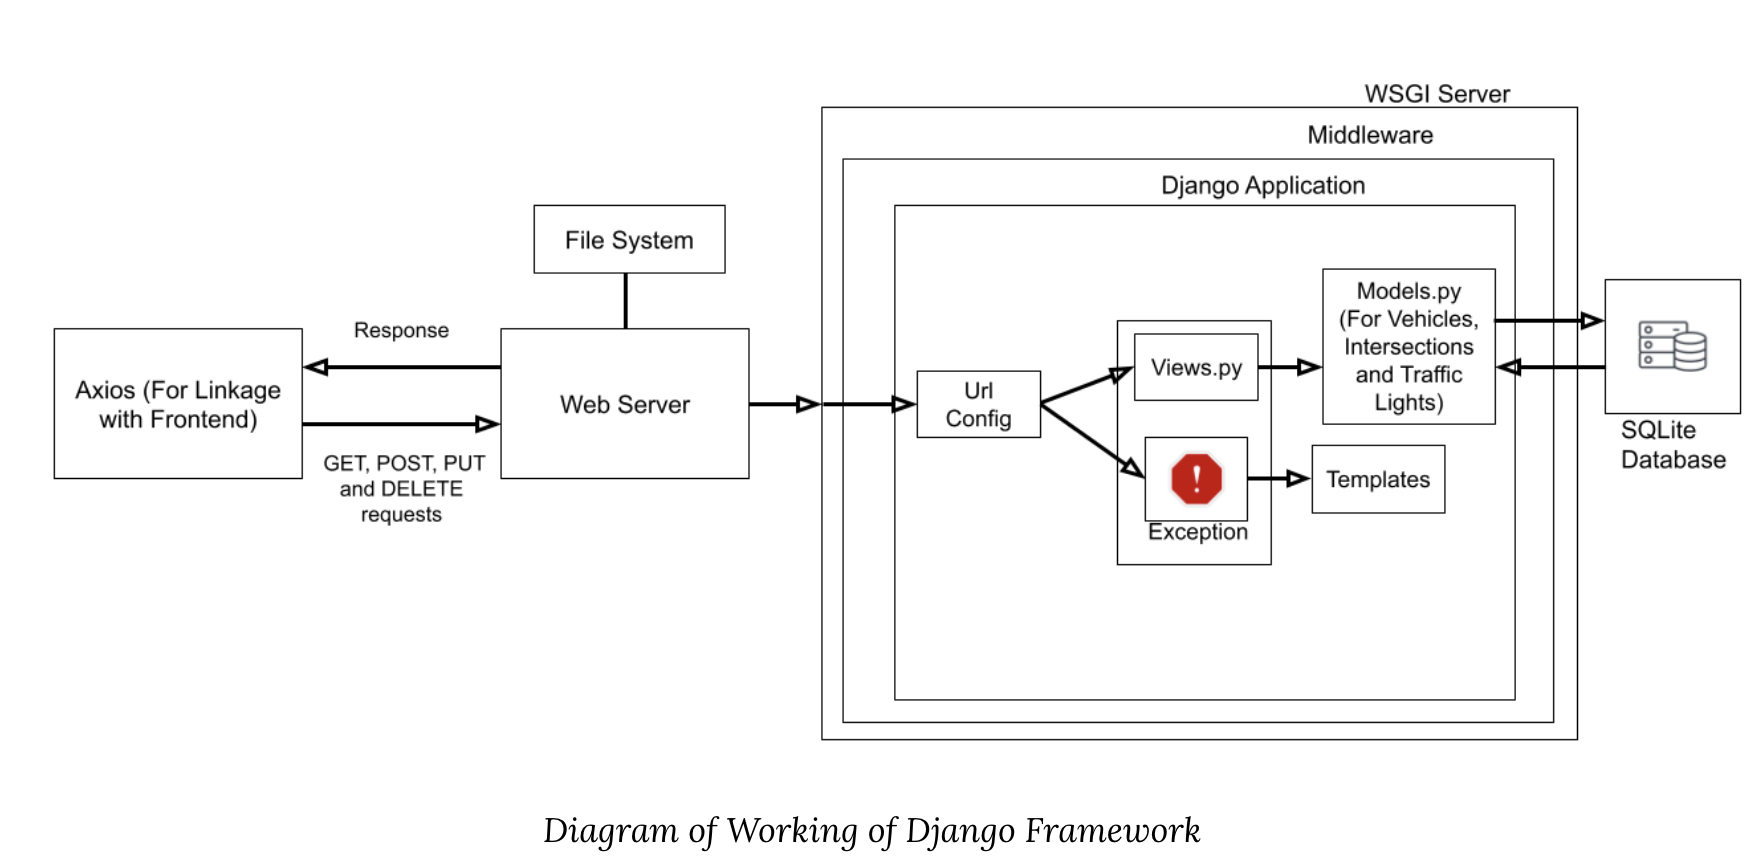 WSGI Server
Middleware
Django Application
File System
Response
Axios (For Linkage
with Frontend)
GET, POST, PUT
and DELETE
requests
Web Server
Url
Config
Views.py
Exception
Models.py
(For Vehicles,
Intersections
and Traffic
Lights)
Templates
SQLite
Database
Diagram of Working of Django Framework